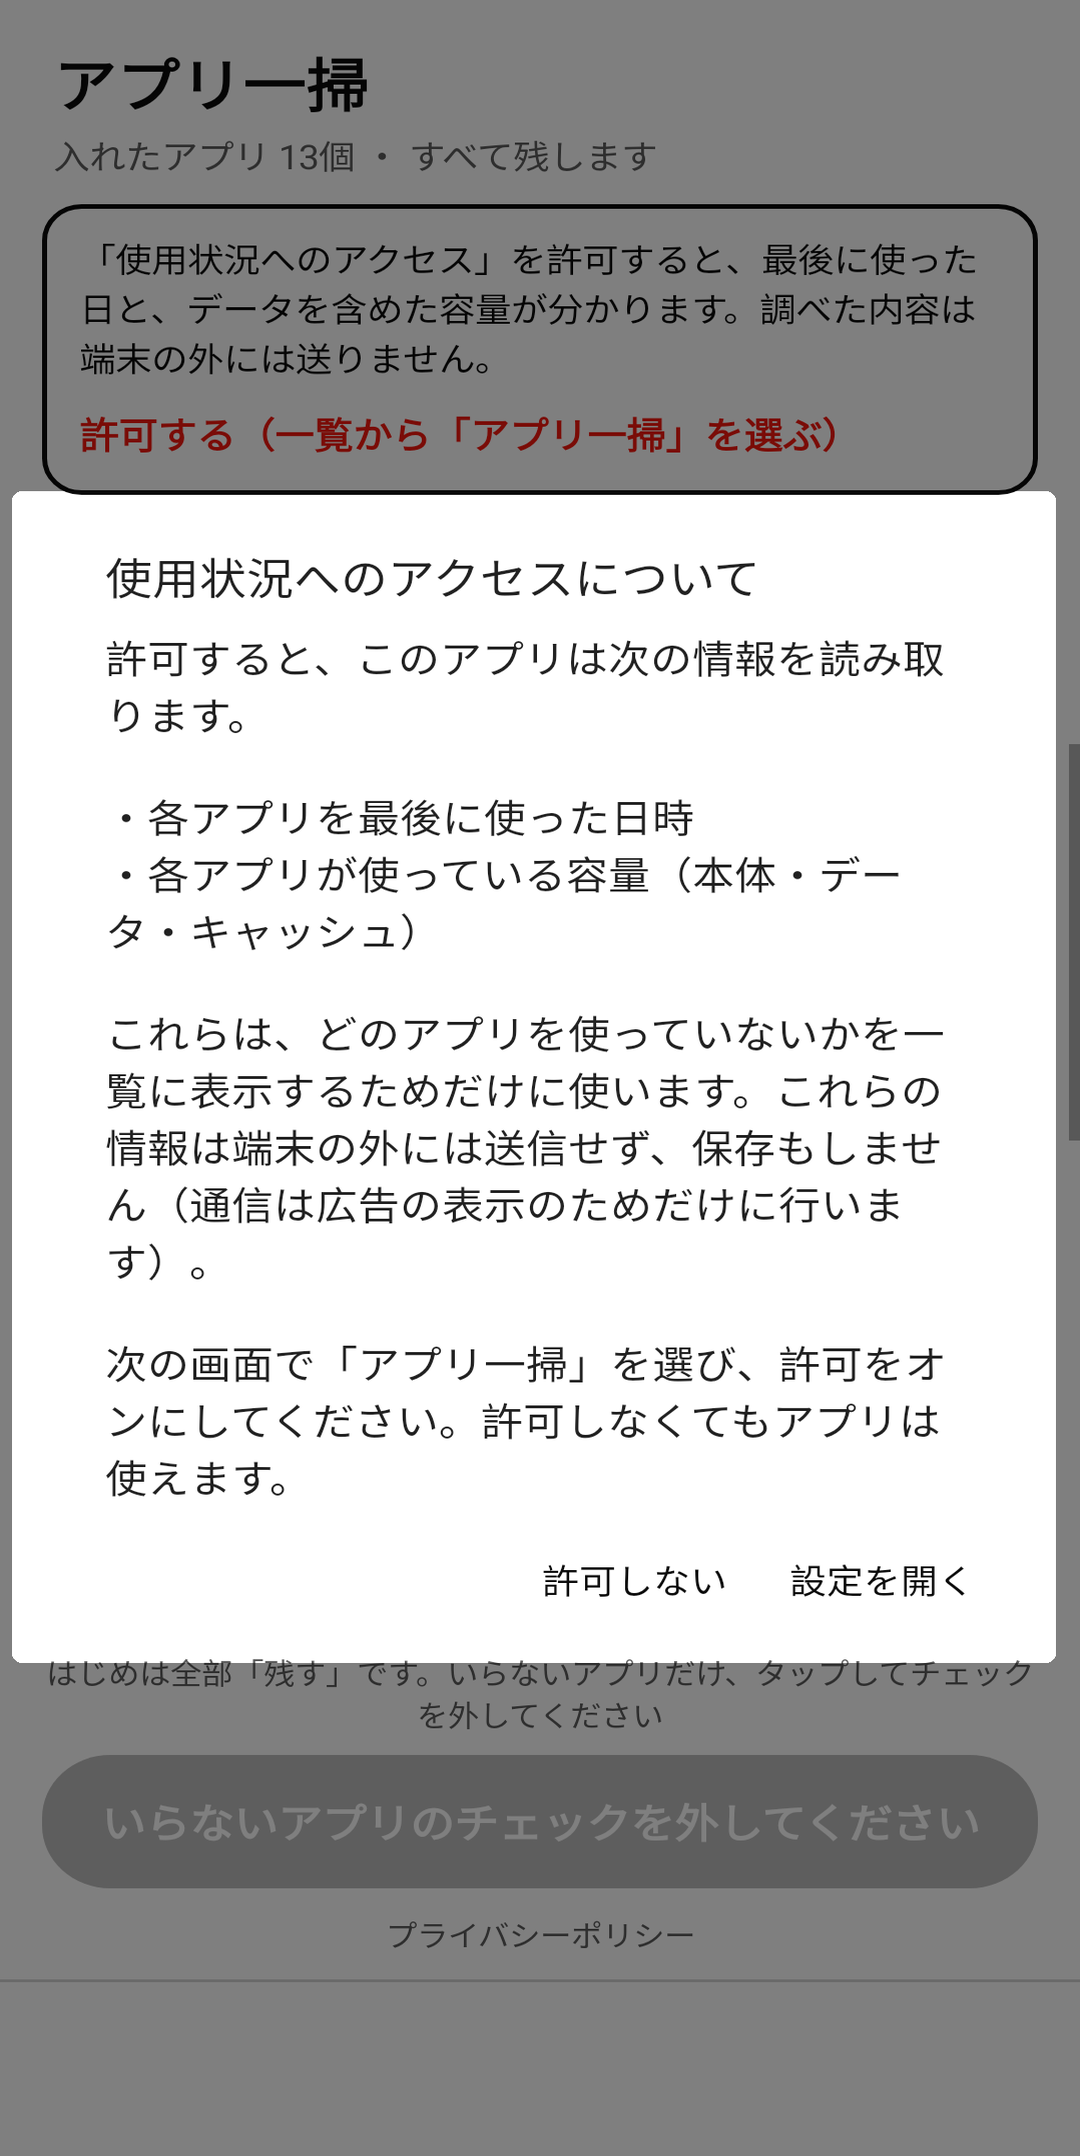 アプリ一掃
入れたアプリ 13個 ・ すべて残します
「使用状況へのアクセス」を許可すると、最後に使った
日と、データを含めた容量が分かります。調べた内容は
端末の外には送りません。
許可する（一覧から「アプリ一掃」を選ぶ）
使用状況へのアクセスについて
許可すると、このアプリは次の情報を読み取
ります。
・各アプリを最後に使った日時
・各アプリが使っている容量（本体・デー
タ・キャッシュ）
これらは、どのアプリを使っていないかを一
覧に表示するためだけに使います。これらの
情報は端末の外には送信せず、保存もしませ
ん（通信は広告の表示のためだけに行いま
す）。
次の画面で「アプリ一掃」を選び、許可をオ
ンにしてください。許可しなくてもアプリは
使えます。
許可しない 設定を開く
はじめは全部「残す」です。いらないアプリだけ、タップしてチェック
を外してください
いらないアプリのチェックを外してください
プライバシーポリシー